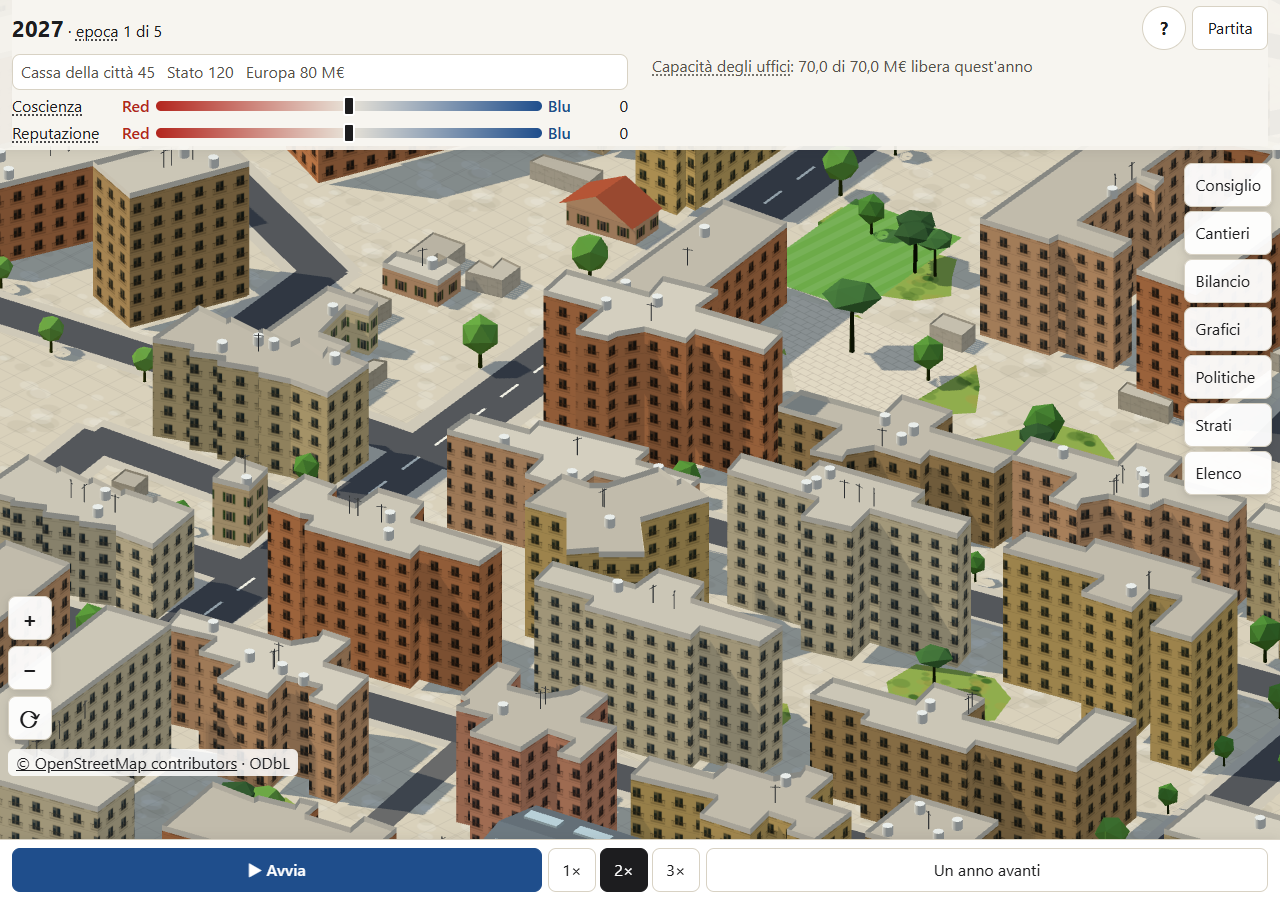 2027 · epoca 1 di 5
?
Partita
Cassa della città 45 Stato 120 Europa 80 M€
Capacità degli uffici: 70,0 di 70,0 M€ libera quest'anno
Coscienza Red Blu 0
Reputazione Red Blu 0
Consiglio
Cantieri
Bilancio
Grafici
Politiche
Strati
Elenco
+
−
© OpenStreetMap contributors · ODbL
▶ Avvia
1×
2×
3×
Un anno avanti